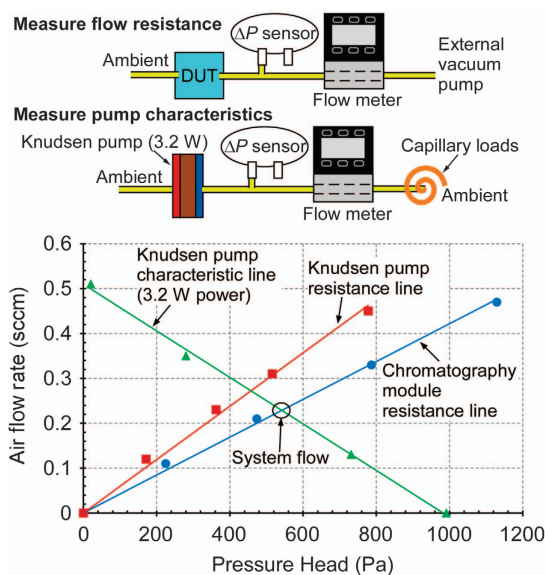 Measure flow resistance
ΔP sensor
Ambient
DUT
External
vacuum
pump
Flow meter
Measure pump characteristics
Knudsen pump (3.2 W)
ΔP sensor
Capillary loads
Ambient
Ambient
Flow meter
0.6
Knudsen pump
characteristic line
(3.2 W power)
Knudsen pump
resistance line
0.5
0.4
0.3
0.2
0.1
0
Air flow rate (sccm)
Chromatography
module
resistance line
System flow
0 200 400 600 800 1000 1200
Pressure Head (Pa)